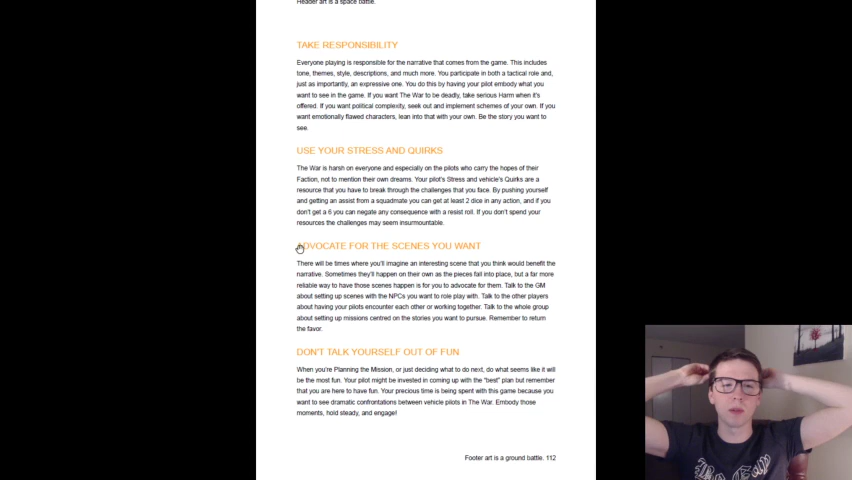 Header art is a space battle.
TAKE RESPONSIBILITY
Everyone playing is responsible for the narrative that comes from the game. This includes
tone, themes, style, descriptions, and much more. You participate in both a tactical role and,
just as importantly, an expressive one. You do this by having your pilot embody what you
want to see in the game. If you want The War to be deadly, take serious Harm when it's
offered. If you want political complexity, seek out and implement schemes of your own. If you
want emotionally flawed characters, lean into that with your own. Be the story you want to
see.
USE YOUR STRESS AND QUIRKS
The War is harsh on everyone and especially on the pilots who carry the hopes of their
Faction, not to mention their own dreams. Your pilot's Stress and vehicle's Quirks are a
resource that you have to break through the challenges that you face. By pushing yourself
and getting an assist from a squadmate you can get at least 2 dice in any action, and if you
don't get a 6 you can negate any consequence with a resist roll. If you don't spend your
resources the challenges may seem insurmountable.
ADVOCATE FOR THE SCENES YOU WANT
There will be times where you'll imagine an interesting scene that you think would benefit the
narrative. Sometimes they'll happen on their own as the pieces fall into place, but a far more
reliable way to have those scenes happen is for you to advocate for them. Talk to the GM
about setting up scenes with the NPCs you want to role play with. Talk to the other players
about having your pilots encounter each other or working together. Talk to the whole group
about setting up missions centred on the stories you want to pursue. Remember to return
the favor.
DON'T TALK YOURSELF OUT OF FUN
When you're Planning the Mission, or just deciding what to do next, do what seems like it will
be the most fun. Your pilot might be invested in coming up with the "best" plan but remember
that you are here to have fun. Your precious time is being spent with this game because you
want to see dramatic confrontations between vehicle pilots in The War. Embody those
moments, hold steady, and engage!
Footer art is a ground battle. 112